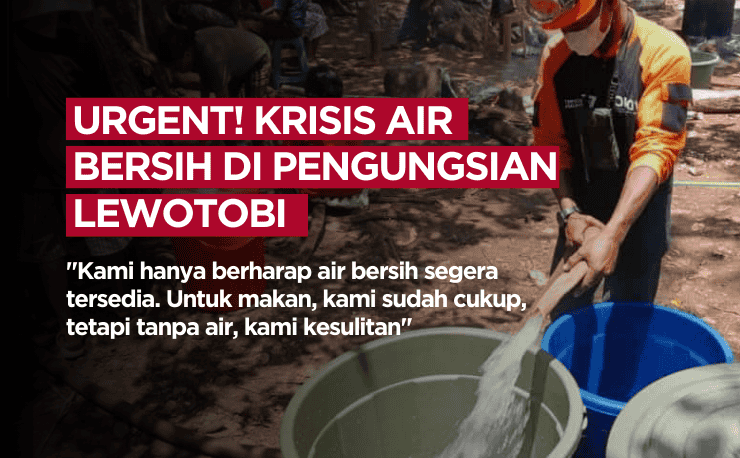 URGENT! KRISIS AIR
BERSIH DI PENGUNGSIAN
LEWOTOBI
"Kami hanya berharap air bersih segera
tersedia. Untuk makan, kami sudah cukup,
tetapi tanpa air, kami kesulitan"